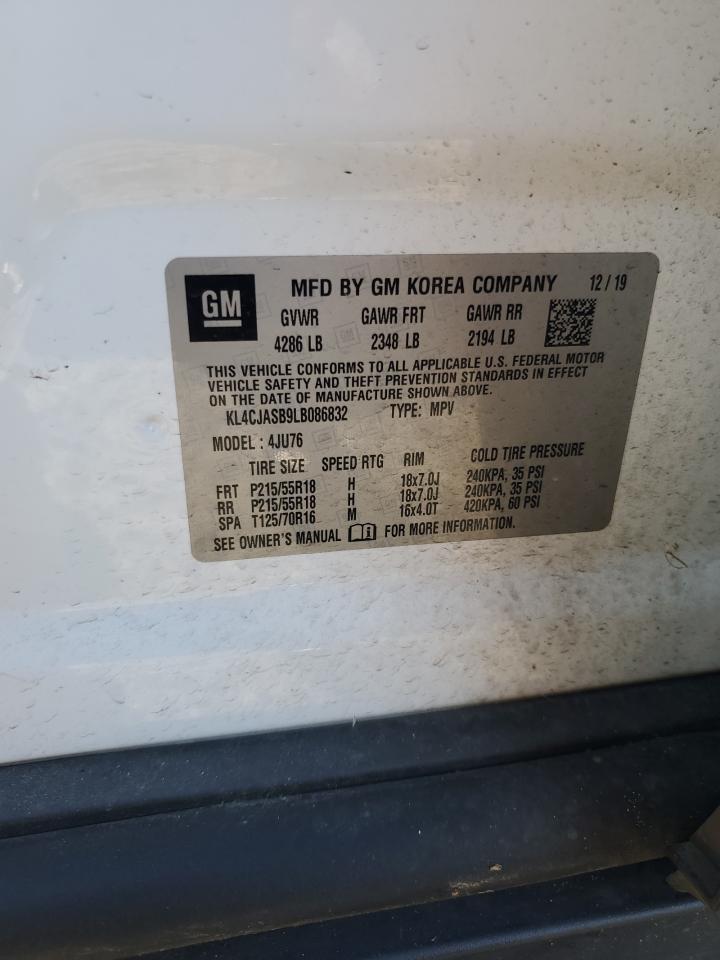 GM MFD BY GM KOREA COMPANY 12 / 19
GVWR GAWR FRT GAWR RR
4286 LB 2348 LB 2194 LB
THIS VEHICLE CONFORMS TO ALL APPLICABLE U.S. FEDERAL MOTOR
VEHICLE SAFETY AND THEFT PREVENTION STANDARDS IN EFFECT
ON THE DATE OF MANUFACTURE SHOWN ABOVE.
KL4CJASB9LB086832 TYPE: MPV
MODEL : 4JU76
TIRE SIZE SPEED RTG RIM COLD TIRE PRESSURE
FRT P215/55R18 H 18x7.0J 240KPA, 35 PSI
RR P215/55R18 H 18x7.0J 240KPA, 35 PSI
SPA T125/70R16 M 16x4.0T 420KPA, 60 PSI
SEE OWNER'S MANUAL FOR MORE INFORMATION.